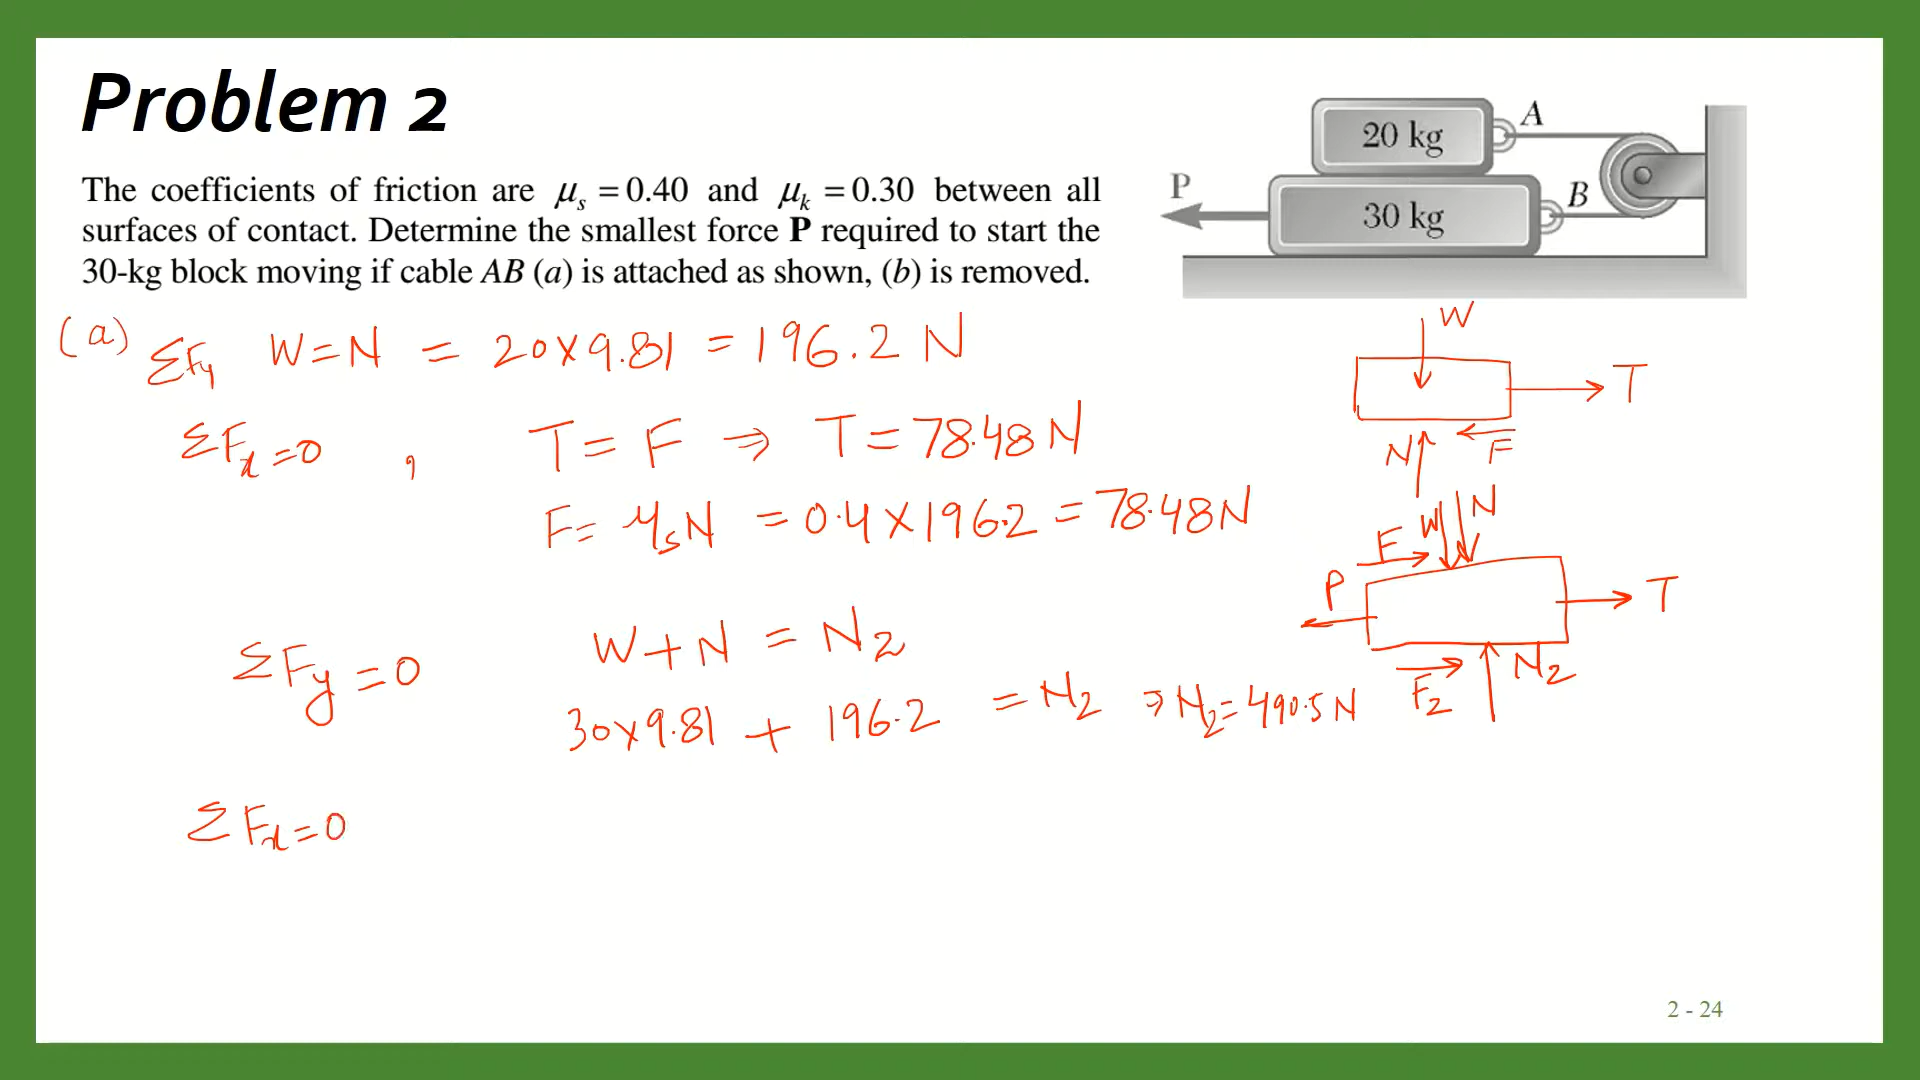 Problem 2
The coefficients of friction are μs = 0.40 and μk = 0.30 between all
surfaces of contact. Determine the smallest force P required to start the
30-kg block moving if cable AB (a) is attached as shown, (b) is removed.
20 kg
A
P
30 kg
B
(a) ΣFy W=N = 20×9.81 = 196.2 N
ΣFx=0 , T = F ⇒ T = 78.48 N
F = μsN = 0.4 × 196.2 = 78.48 N
ΣFy = 0 W + N = N2
30×9.81 + 196.2 = N2 ⇒ N2 = 490.5 N
ΣFx = 0
W
T
N
F
F
W
N
P
T
F2
N2
2 - 24